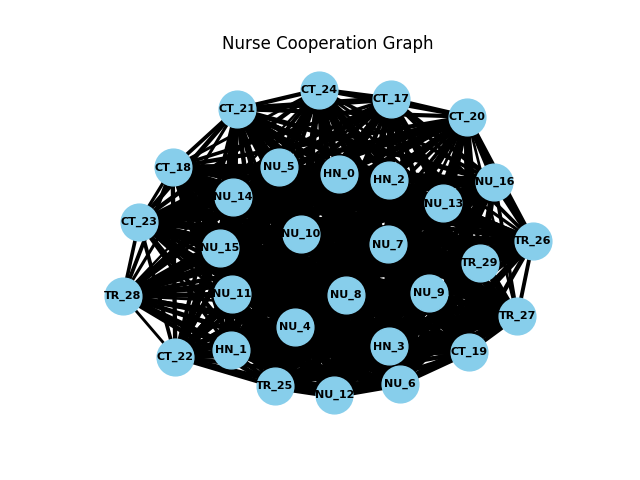 Nurse Cooperation Graph
CT_24
CT_17
CT_21
CT_20
CT_18
NU_5
HN_0
HN_2
NU_16
NU_14
NU_13
CT_23
NU_10
NU_15
NU_7
TR_26
TR_29
TR_28
NU_11
NU_8
NU_9
TR_27
NU_4
CT_22
HN_1
HN_3
CT_19
TR_25
NU_12
NU_6